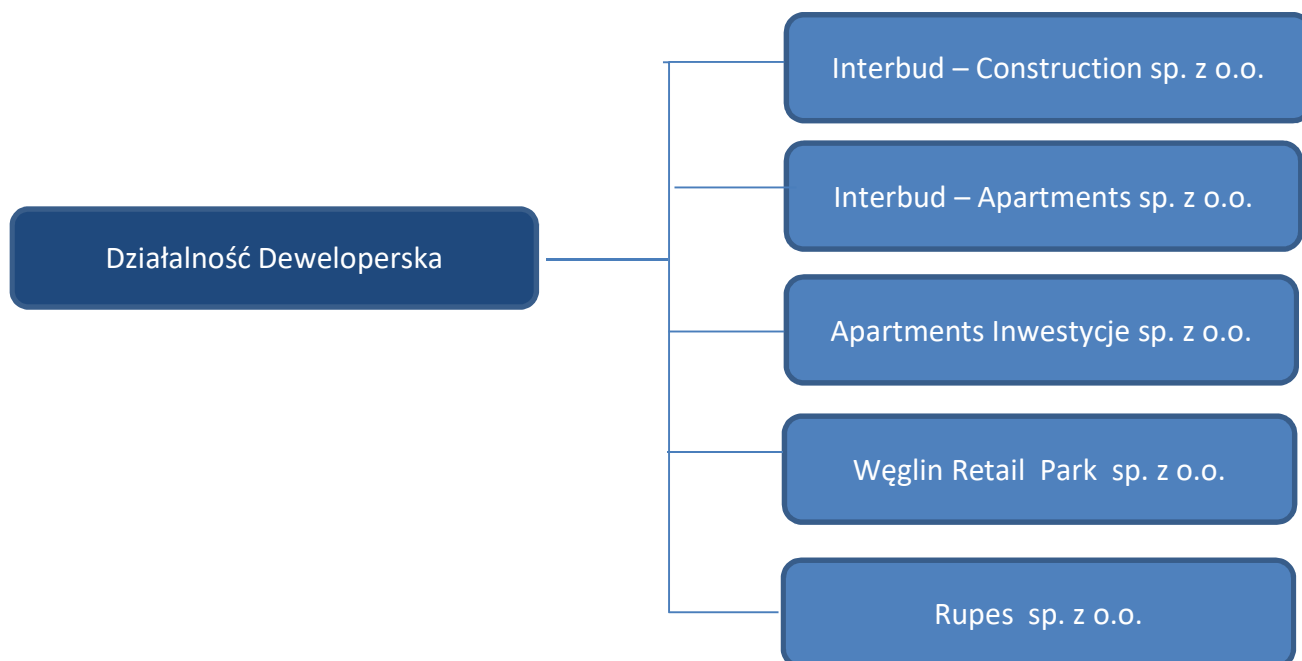 Interbud – Construction sp. z o.o.
Interbud – Apartments sp. z o.o.
Działalność Deweloperska
Apartments Inwestycje sp. z o.o.
Węglin Retail  Park  sp. z o.o.
Rupes  sp. z o.o.